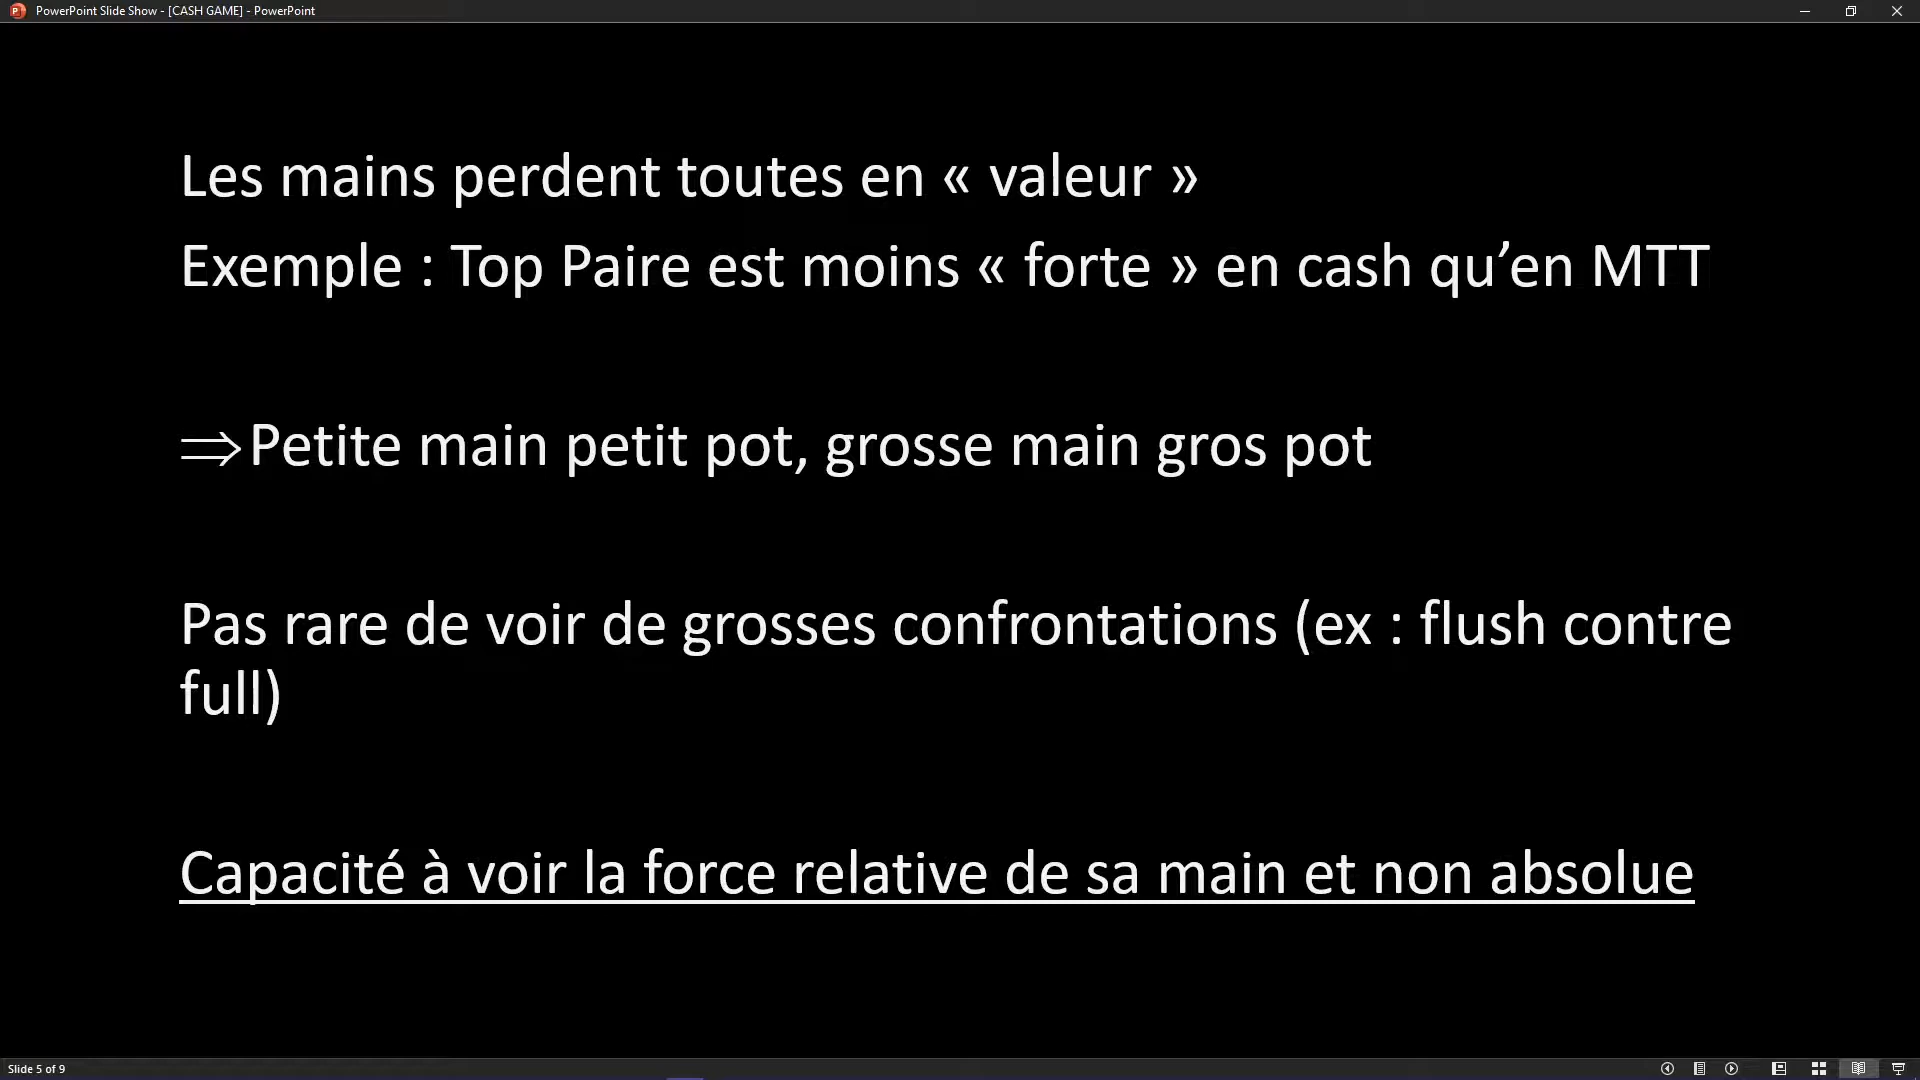 PowerPoint Slide Show - [CASH GAME] - PowerPoint
Les mains perdent toutes en « valeur »
Exemple : Top Paire est moins « forte » en cash qu’en MTT
⇒Petite main petit pot, grosse main gros pot
Pas rare de voir de grosses confrontations (ex : flush contre
full)
Capacité à voir la force relative de sa main et non absolue
Slide 5 of 9